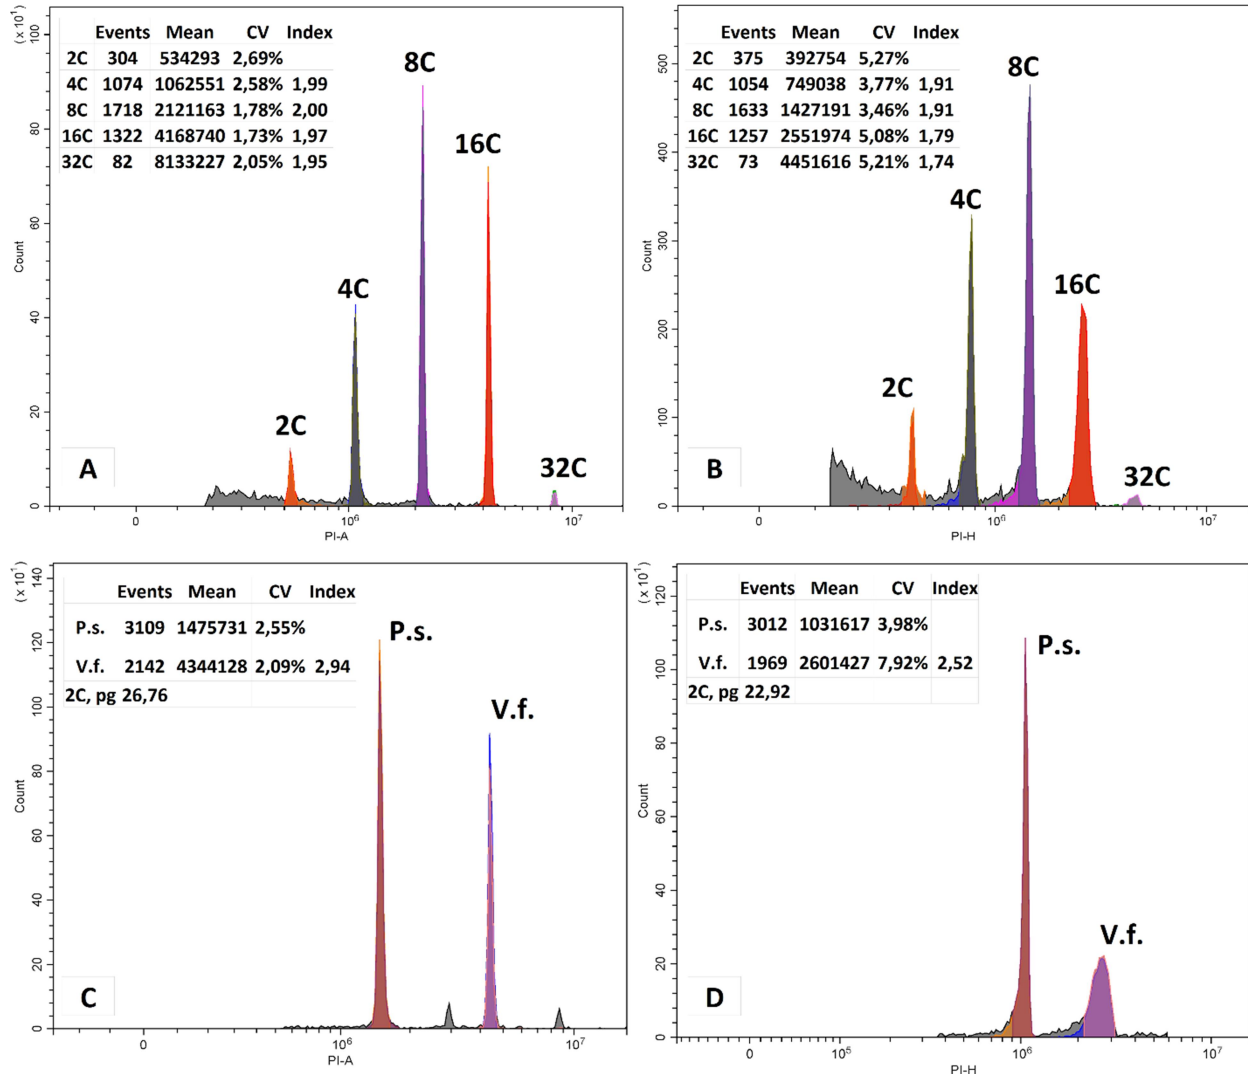 (x 10¹)
Events Mean CV Index
2C 304 534293 2,69%
4C 1074 1062551 2,58% 1,99
8C 1718 2121163 1,78% 2,00
16C 1322 4168740 1,73% 1,97
32C 82 8133227 2,05% 1,95
100
80
60
40
20
0
Count
2C
4C
8C
16C
32C
A
0 10⁶ 10⁷
PI-A
Events Mean CV Index
2C 375 392754 5,27%
4C 1054 749038 3,77% 1,91
8C 1633 1427191 3,46% 1,91
16C 1257 2551974 5,08% 1,79
32C 73 4451616 5,21% 1,74
500
400
300
200
100
0
Count
2C
4C
8C
16C
32C
B
0 10⁶ 10⁷
PI-H
(x 10¹)
Events Mean CV Index
P.s. 3109 1475731 2,55%
V.f. 2142 4344128 2,09% 2,94
2C, pg 26,76
140
120
100
80
60
40
20
0
Count
P.s.
V.f.
C
0 10⁶ 10⁷
PI-A
(x 10¹)
Events Mean CV Index
P.s. 3012 1031617 3,98%
V.f. 1969 2601427 7,92% 2,52
2C, pg 22,92
120
100
80
60
40
20
0
Count
P.s.
V.f.
D
0 10⁵ 10⁶ 10⁷
PI-H